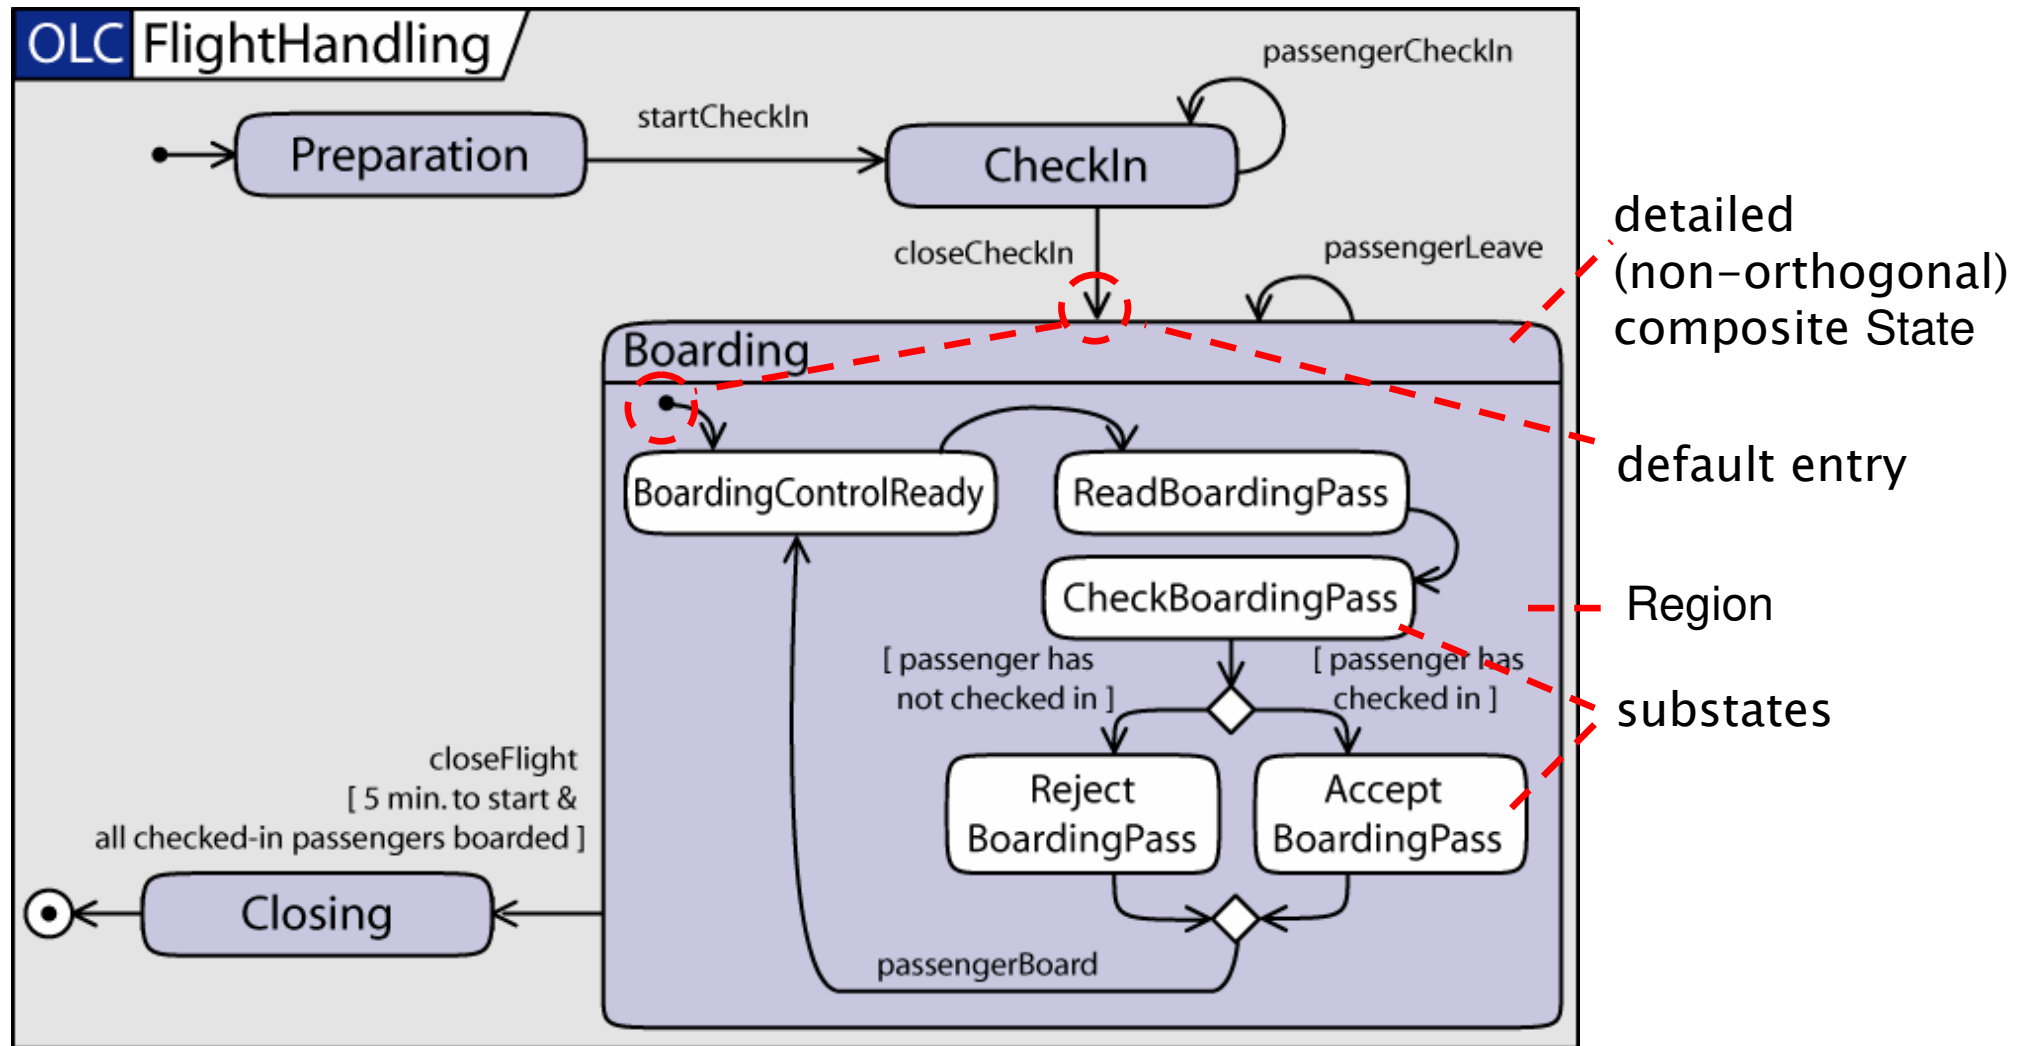 OLC FlightHandling
passengerCheckIn
startCheckIn
Preparation
CheckIn
closeCheckIn
passengerLeave
detailed
(non-orthogonal)
composite State
Boarding
default entry
BoardingControlReady
ReadBoardingPass
CheckBoardingPass
Region
[ passenger has
not checked in ]
[ passenger has
checked in ]
substates
closeFlight
[ 5 min. to start &
all checked-in passengers boarded ]
Reject
BoardingPass
Accept
BoardingPass
Closing
passengerBoard